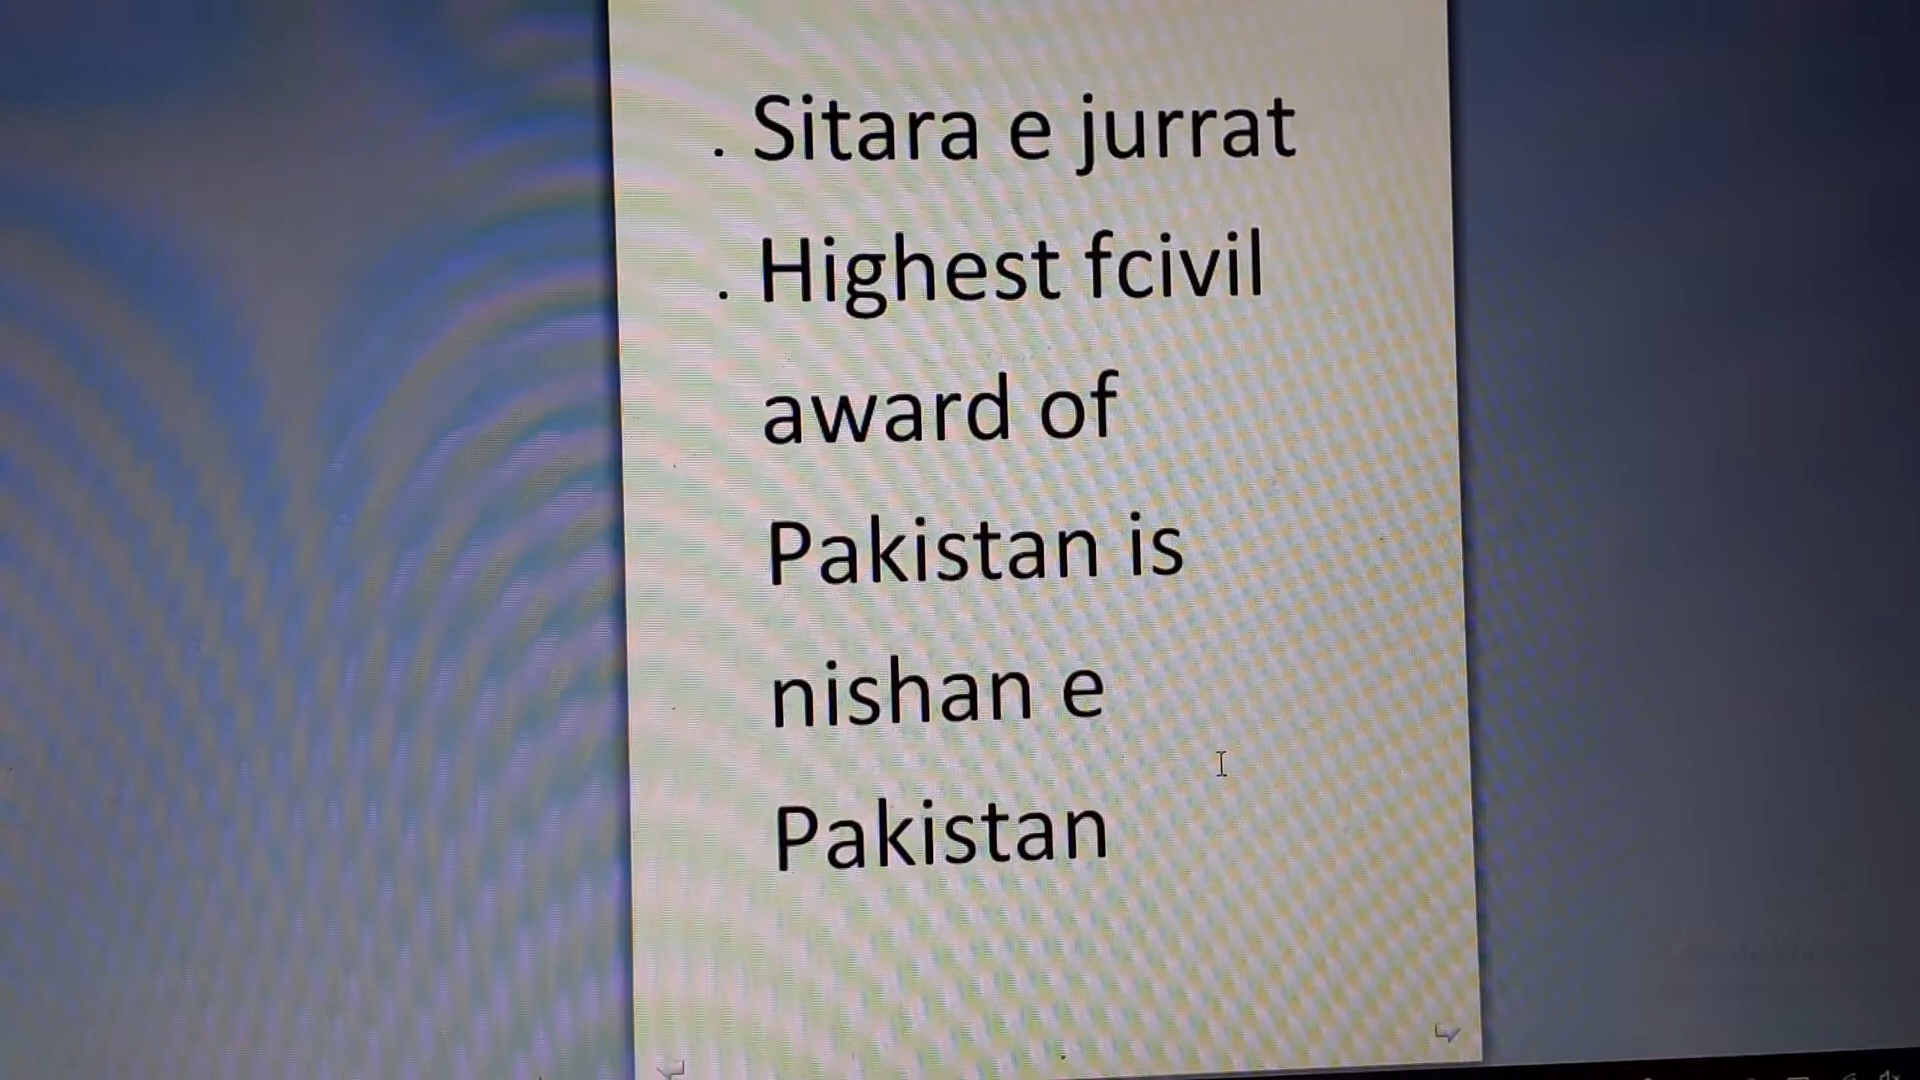 . Sitara e jurrat
. Highest fcivil
award of
Pakistan is
nishan e
Pakistan